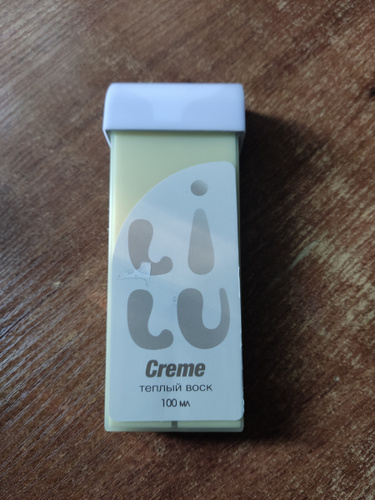 Li
Lu
Creme
теплый воск
100 мл